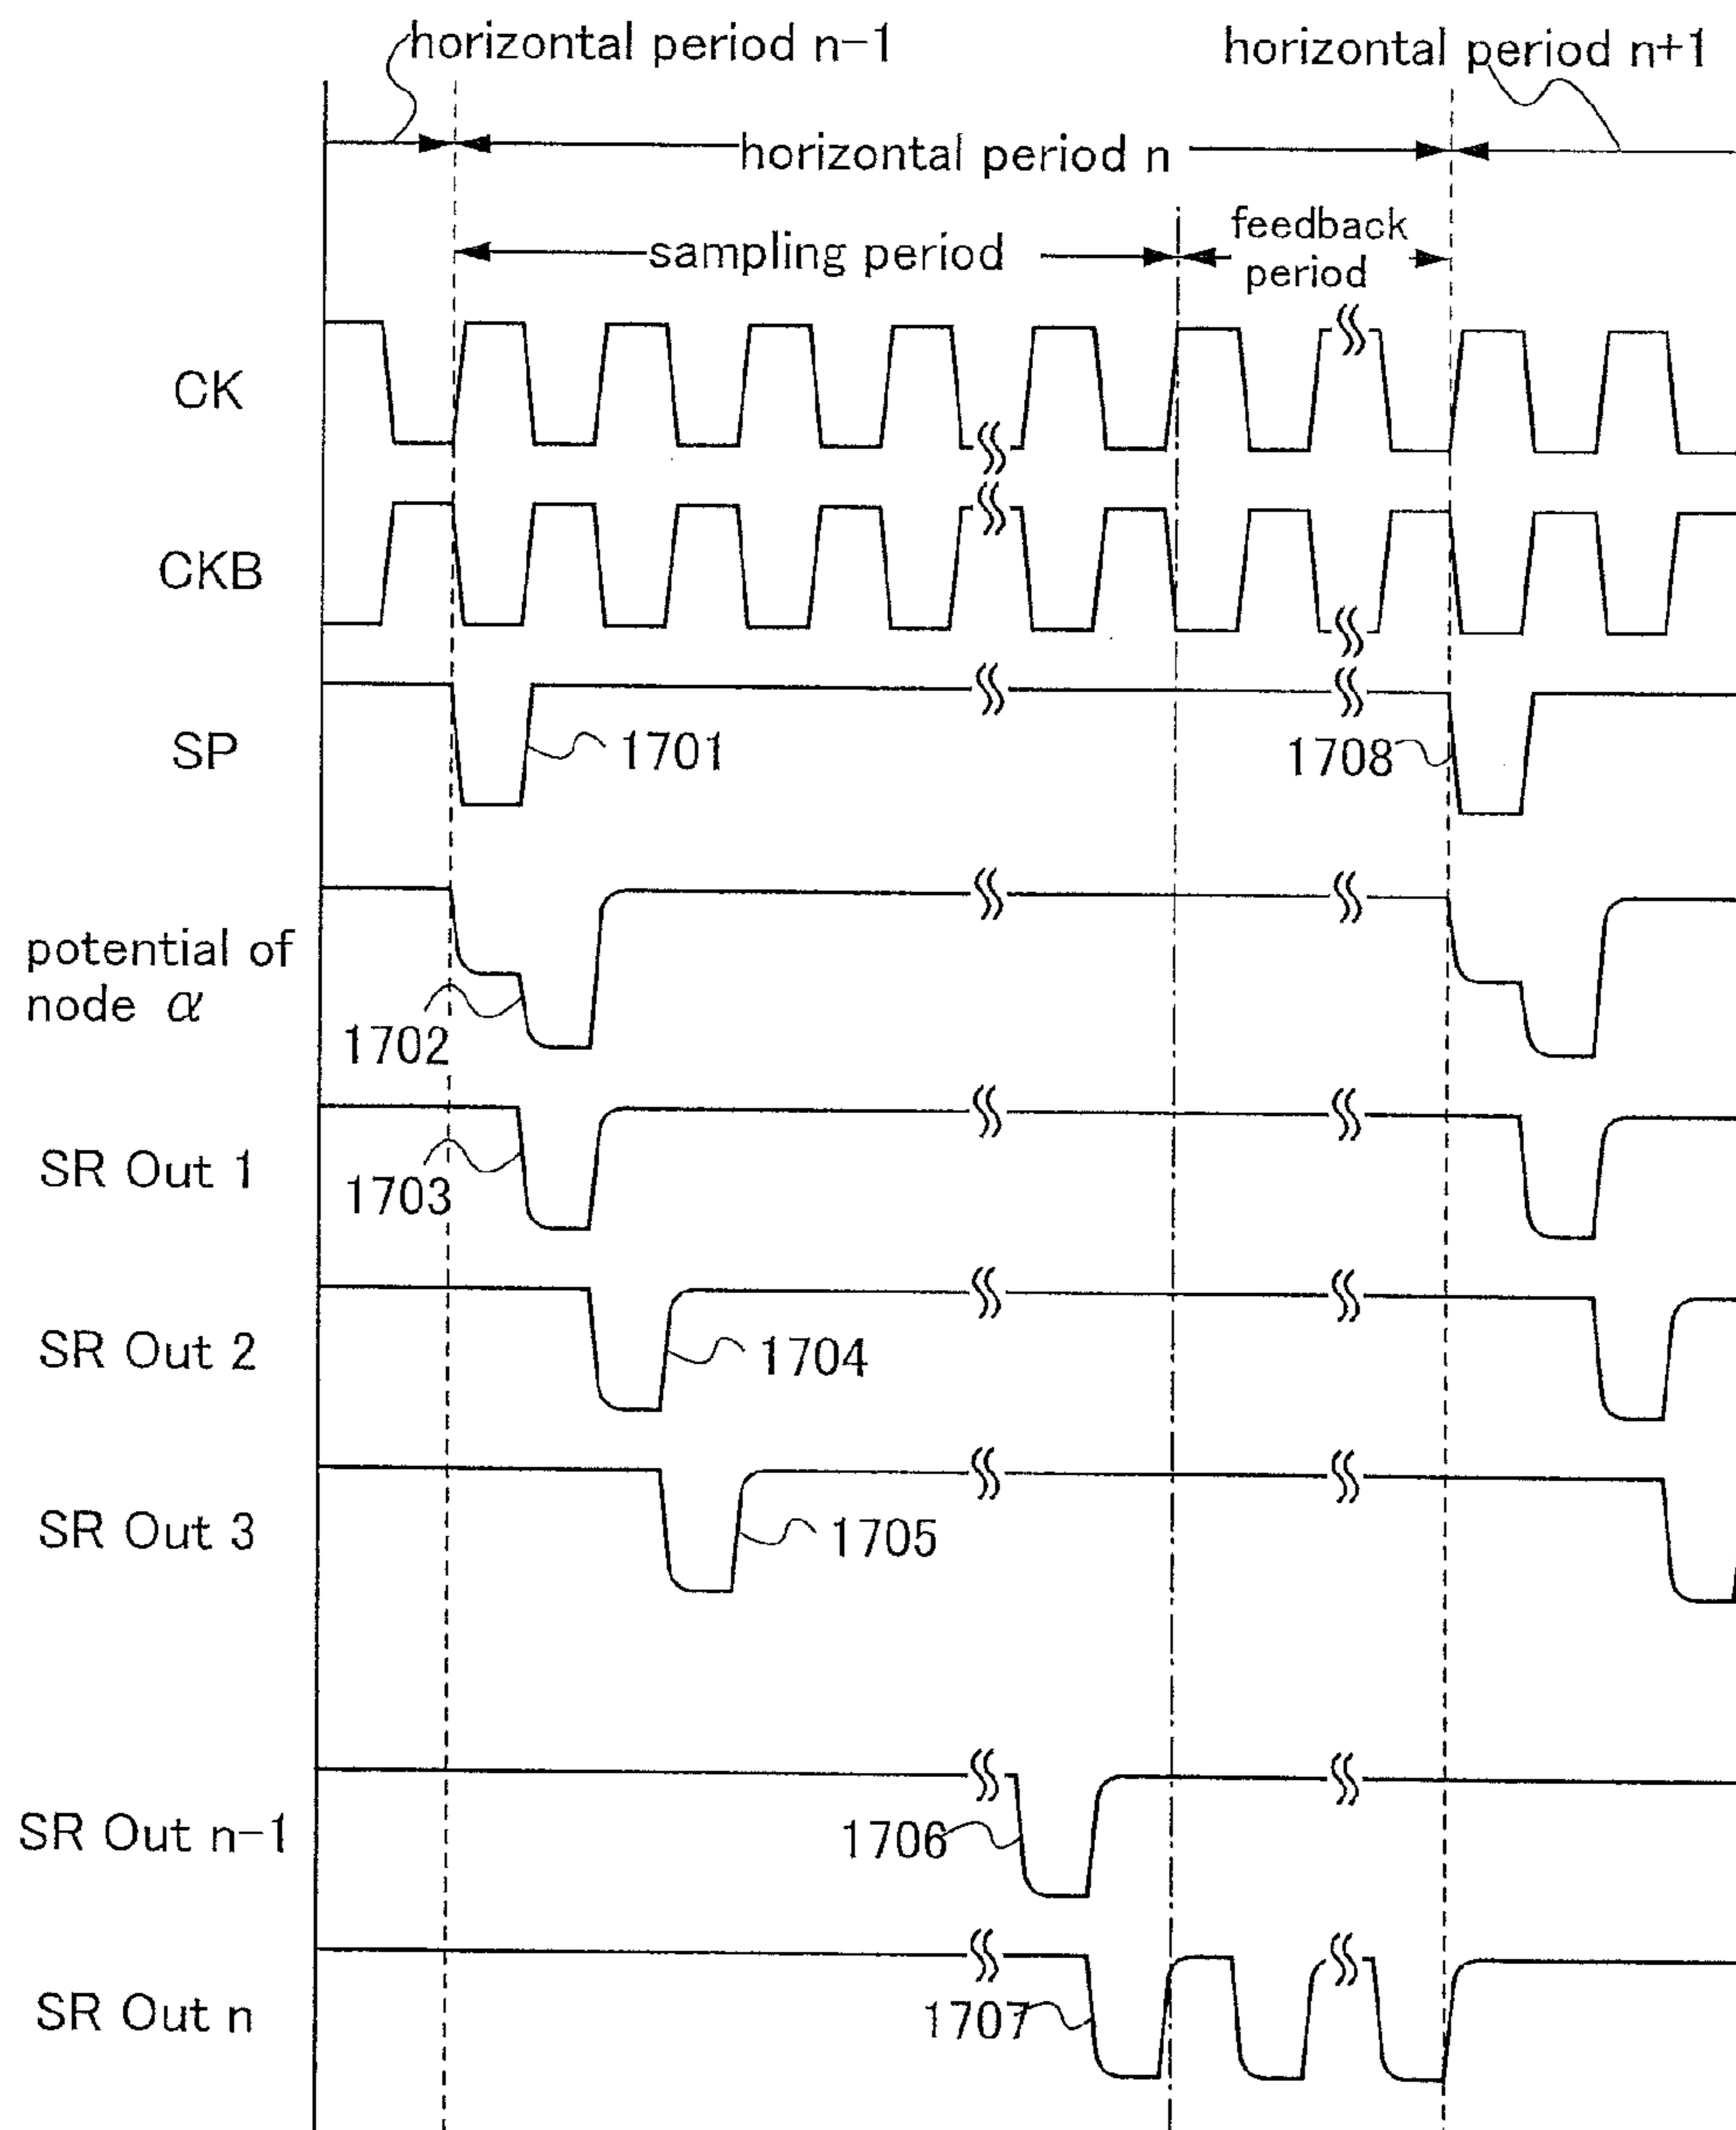 horizontal period n-1
horizontal period n+1
horizontal period n
sampling period
feedback
period
CK
CKB
SP
1701
1708
potential of
node α
1702
SR Out 1
1703
SR Out 2
1704
SR Out 3
1705
SR Out n-1
1706
SR Out n
1707